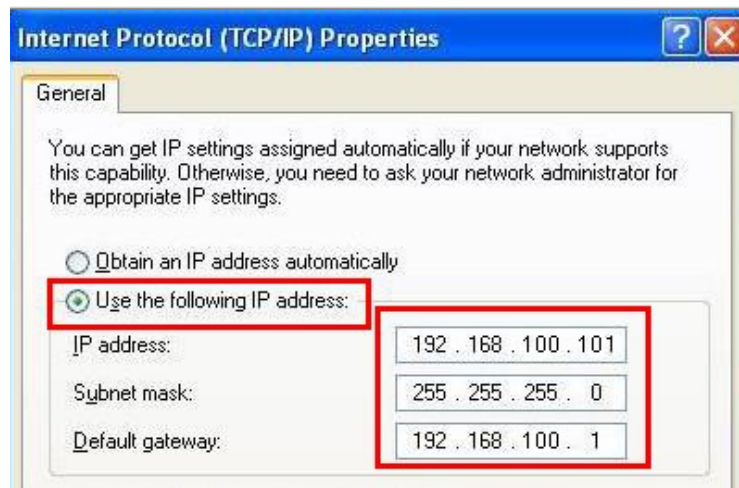 Internet Protocol (TCP/IP) Properties
General
You can get IP settings assigned automatically if your network supports
this capability. Otherwise, you need to ask your network administrator for
the appropriate IP settings.
Obtain an IP address automatically
Use the following IP address:
IP address: 192 . 168 . 100 . 101
Subnet mask: 255 . 255 . 255 . 0
Default gateway: 192 . 168 . 100 . 1